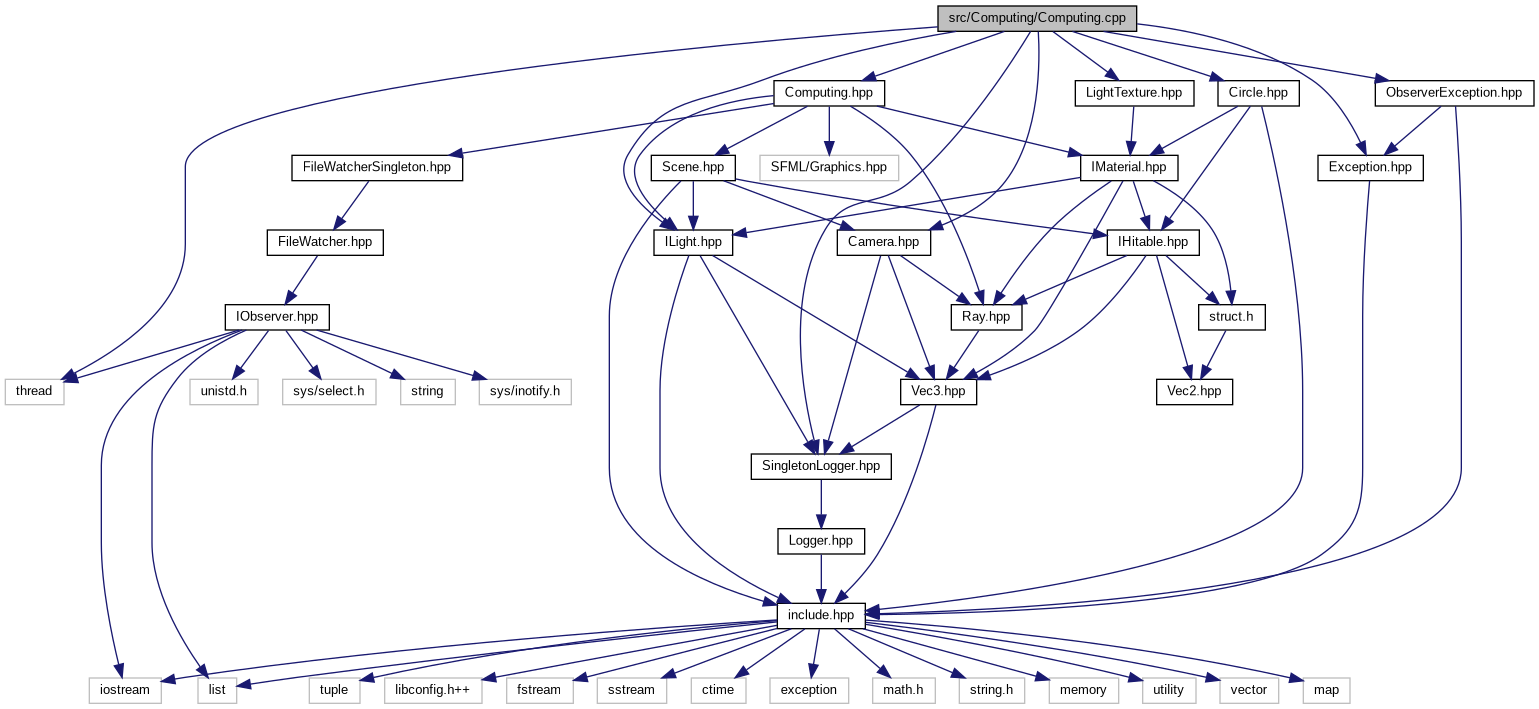 src/Computing/Computing.cpp
Computing.hpp
LightTexture.hpp
Circle.hpp
ObserverException.hpp
FileWatcherSingleton.hpp
Scene.hpp
SFML/Graphics.hpp
IMaterial.hpp
Exception.hpp
FileWatcher.hpp
ILight.hpp
Camera.hpp
IHitable.hpp
IObserver.hpp
Ray.hpp
struct.h
thread
unistd.h
sys/select.h
string
sys/inotify.h
Vec3.hpp
Vec2.hpp
SingletonLogger.hpp
Logger.hpp
include.hpp
iostream
list
tuple
libconfig.h++
fstream
sstream
ctime
exception
math.h
string.h
memory
utility
vector
map